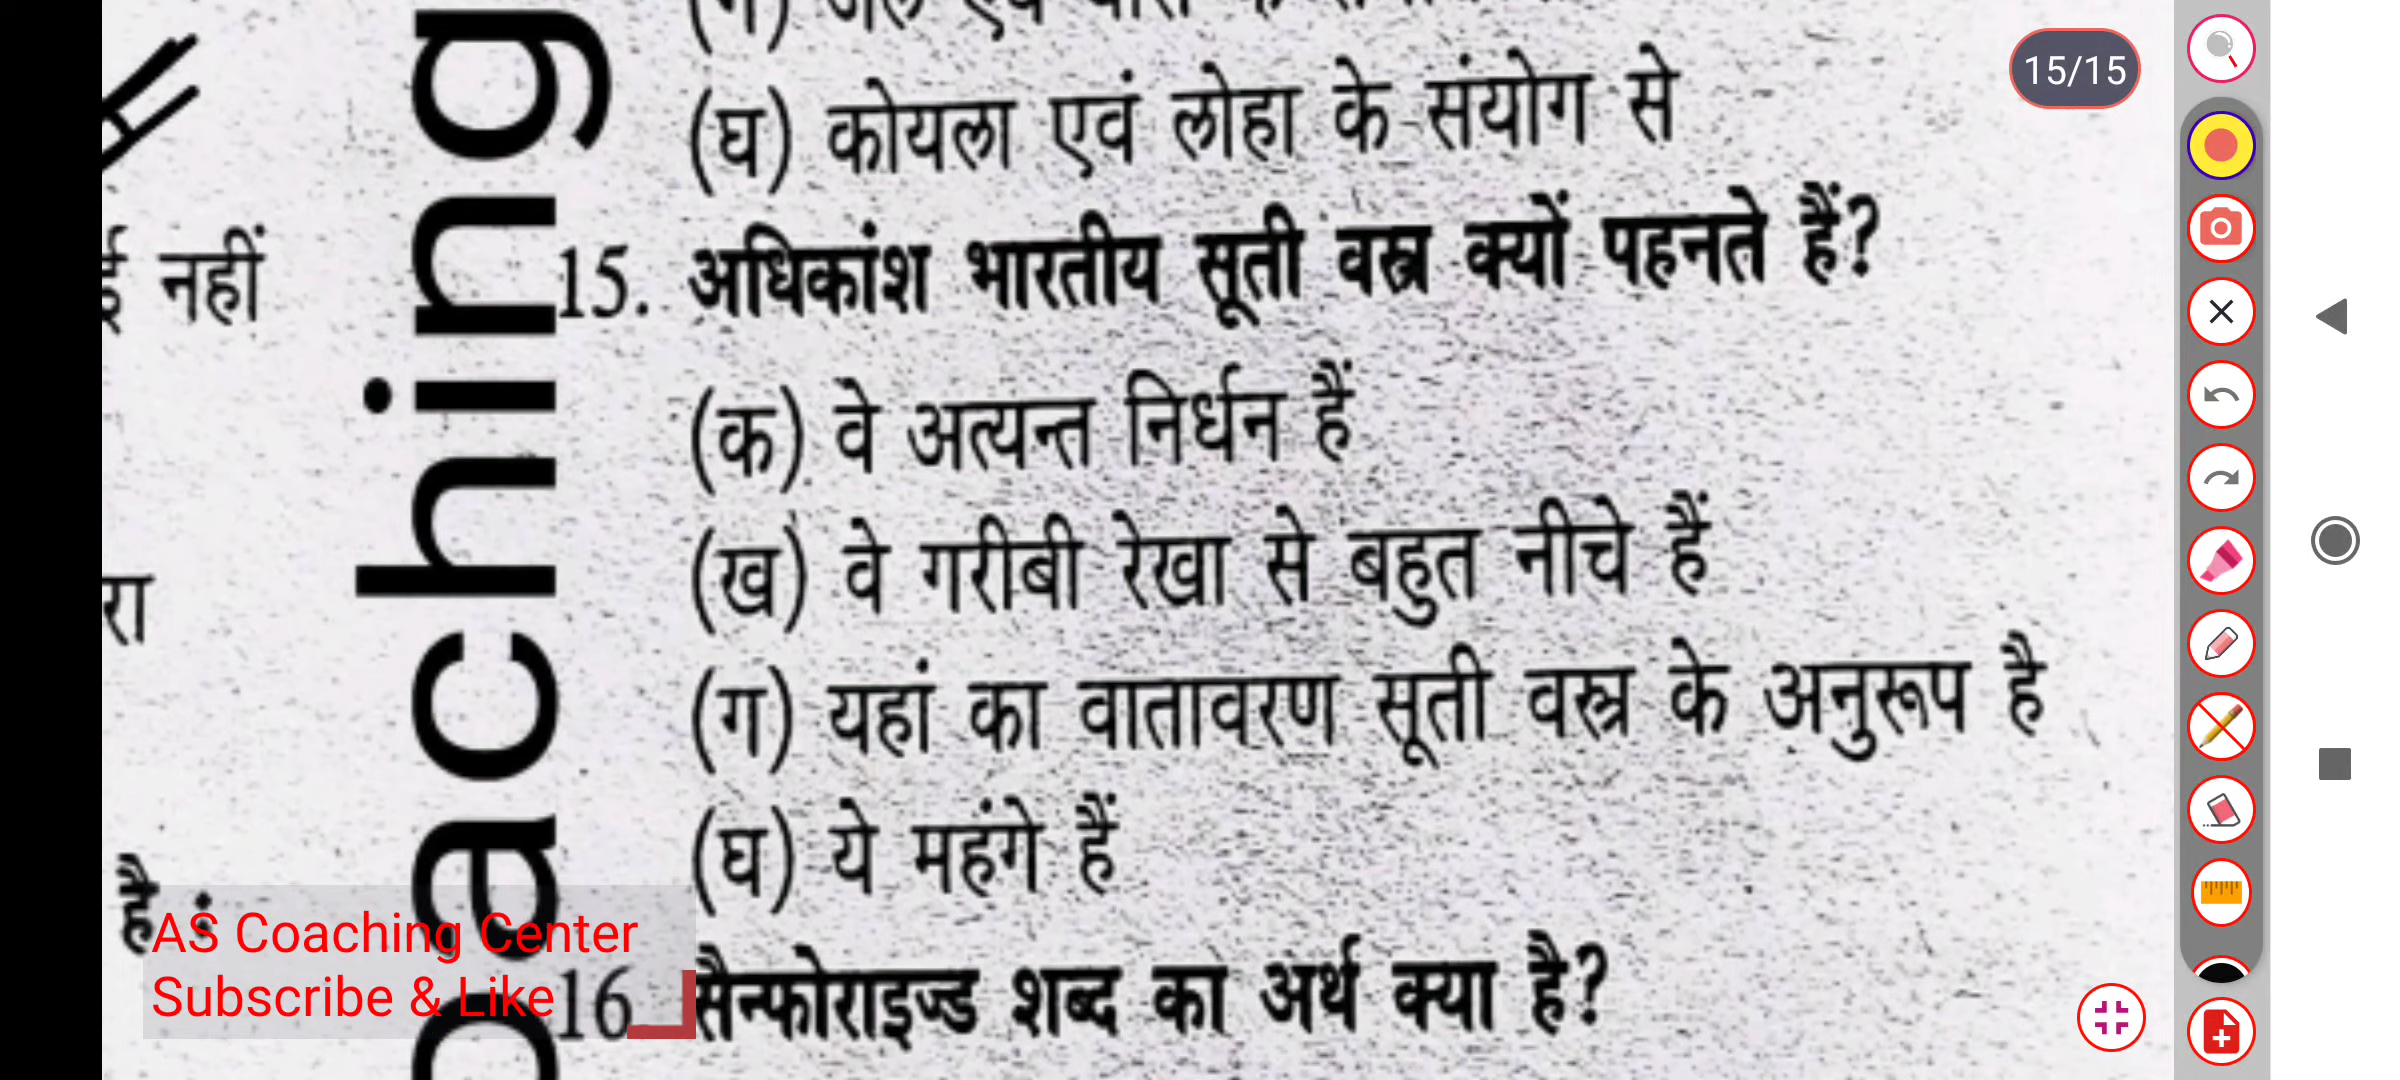 15/15
(घ) कोयला एवं लोहा के संयोग से
15. अधिकांश भारतीय सूती वस्त्र क्यों पहनते हैं?
नहीं
(क) वे अत्यन्त निर्धन हैं
(ख) वे गरीबी रेखा से बहुत नीचे हैं
रा
(ग) यहां का वातावरण सूती वस्त्र के अनुरूप है
(घ) ये महंगे हैं
है :
16. सैन्फोराइज्ड शब्द का अर्थ क्या है?
aching
AS Coaching Center
Subscribe & Like